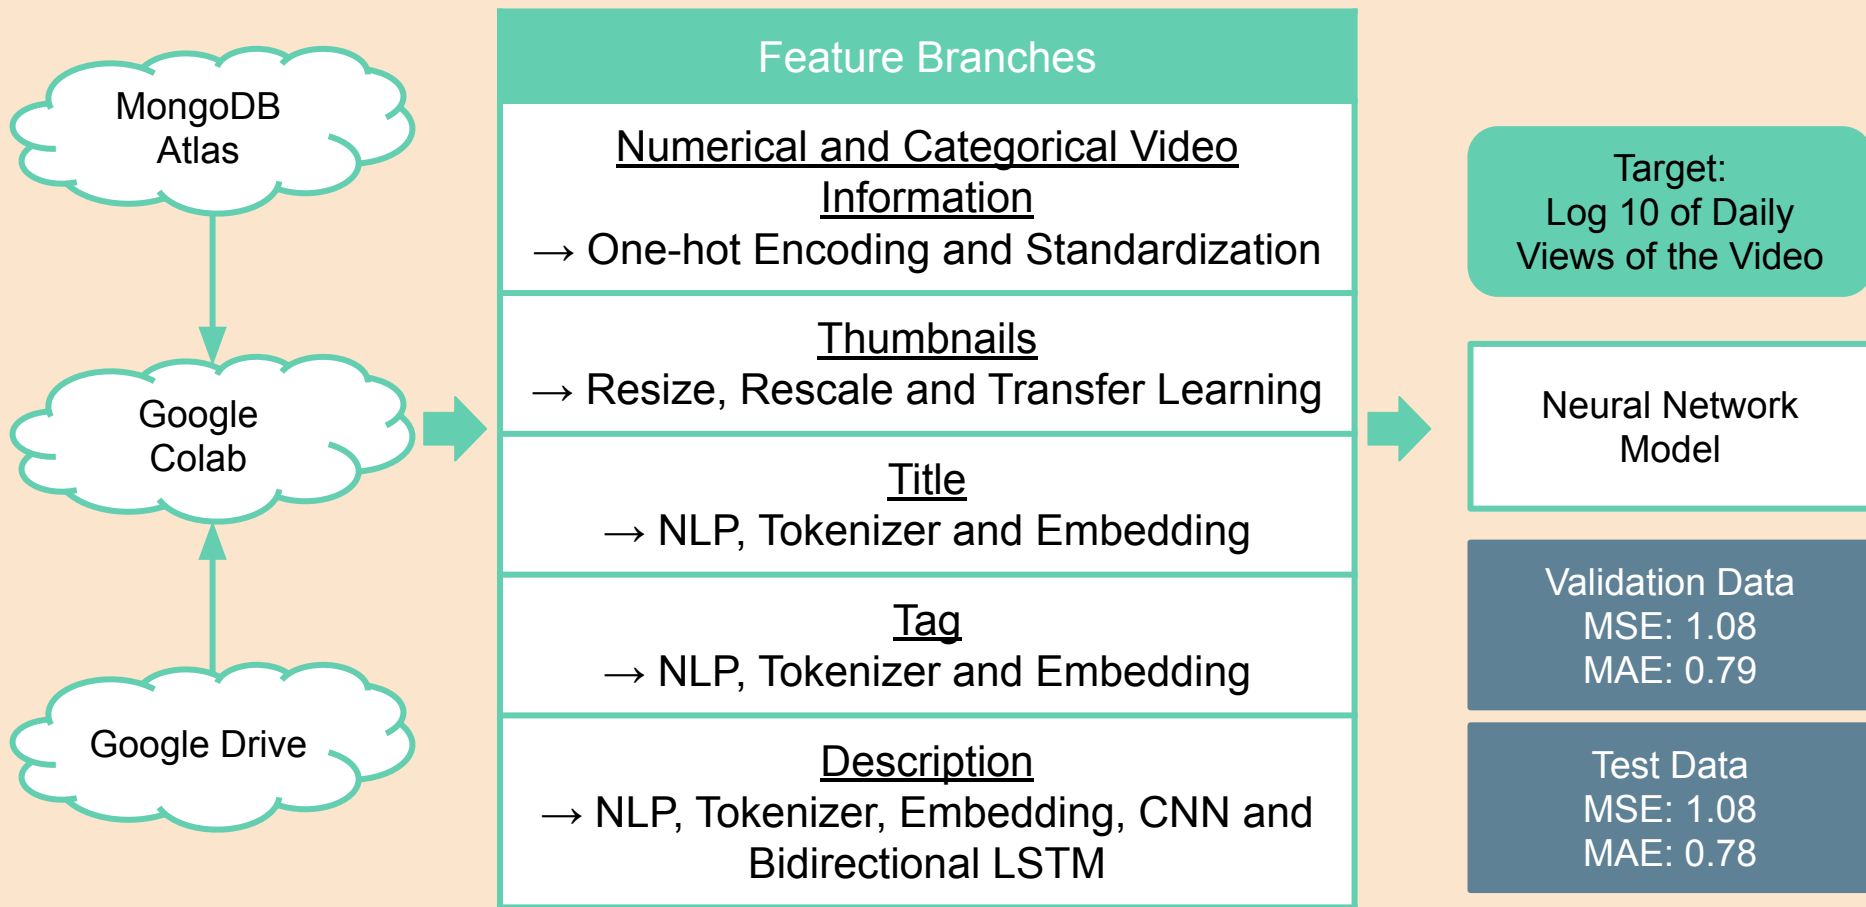 MongoDB
Atlas
Google
Colab
Google Drive
Feature Branches
Numerical and Categorical Video
Information
→ One-hot Encoding and Standardization
Thumbnails
→ Resize, Rescale and Transfer Learning
Title
→ NLP, Tokenizer and Embedding
Tag
→ NLP, Tokenizer and Embedding
Description
→ NLP, Tokenizer, Embedding, CNN and
Bidirectional LSTM
Target:
Log 10 of Daily
Views of the Video
Neural Network
Model
Validation Data
MSE: 1.08
MAE: 0.79
Test Data
MSE: 1.08
MAE: 0.78